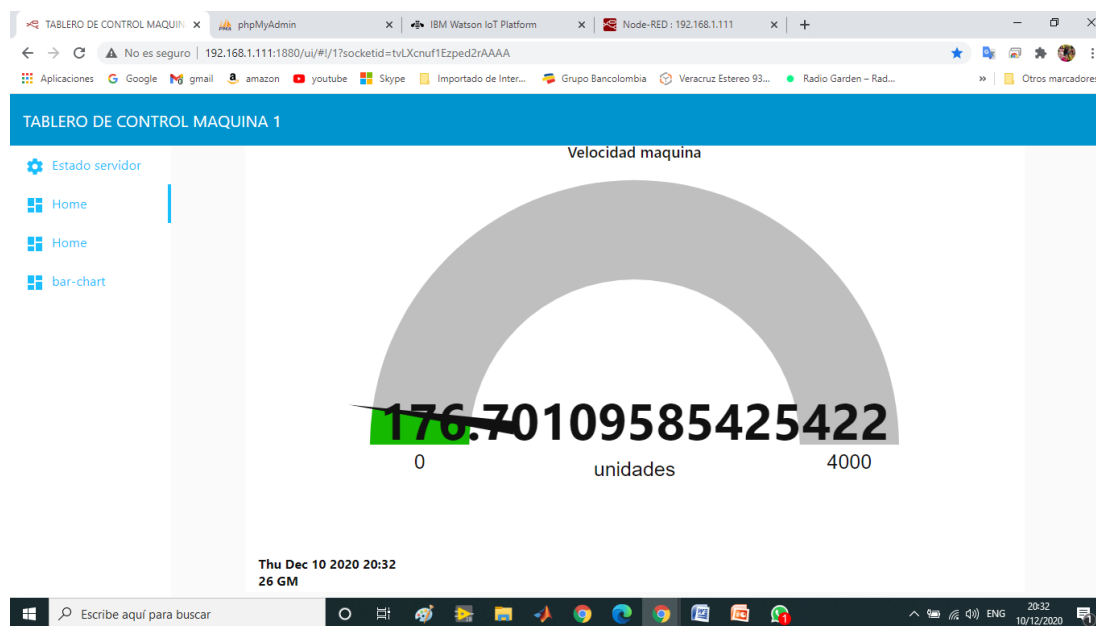 TABLERO DE CONTROL MAQUIN
phpMyAdmin
IBM Watson IoT Platform
Node-RED : 192.168.1.111
No es seguro
192.168.1.111:1880/ui/#!/1?socketid=tvLXcnuf1Ezped2rAAAA
Aplicaciones
Google
gmail
amazon
youtube
Skype
Importado de Inter...
Grupo Bancolombia
Veracruz Estereo 93...
Radio Garden – Rad...
»
Otros marcadores
TABLERO DE CONTROL MAQUINA 1
Estado servidor
Home
Home
bar-chart
Velocidad maquina
176.70109585425422
0
unidades
4000
Thu Dec 10 2020 20:32
26 GM
Escribe aquí para buscar
ENG
20:32
10/12/2020